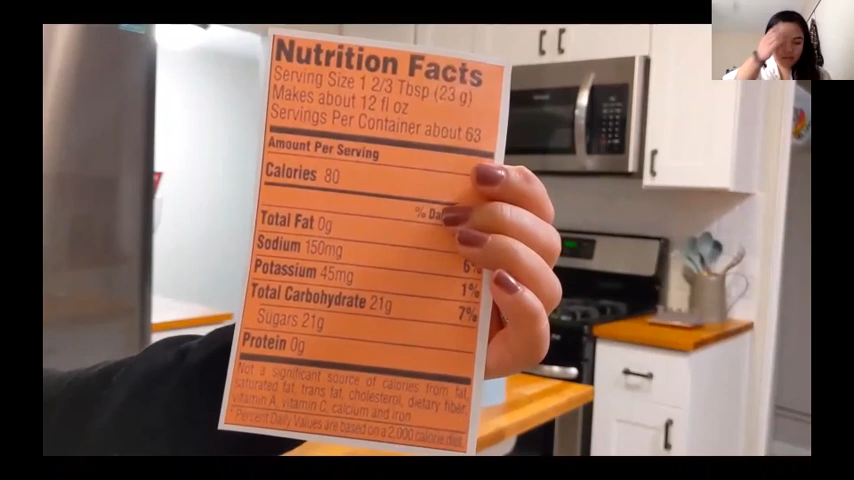 Nutrition Facts
Serving Size 1 2/3 Tbsp (23 g)
Makes about 12 fl oz
Servings Per Container about 63
Amount Per Serving
Calories 80
% Da
Total Fat 0g
Sodium 150mg 6%
Potassium 45mg 1%
Total Carbohydrate 21g 7%
Sugars 21g
Protein 0g
Not a significant source of calories from fat,
saturated fat, trans fat, cholesterol, dietary fiber,
vitamin A, vitamin C, calcium and iron
*Percent Daily Values are based on a 2,000 calorie diet.